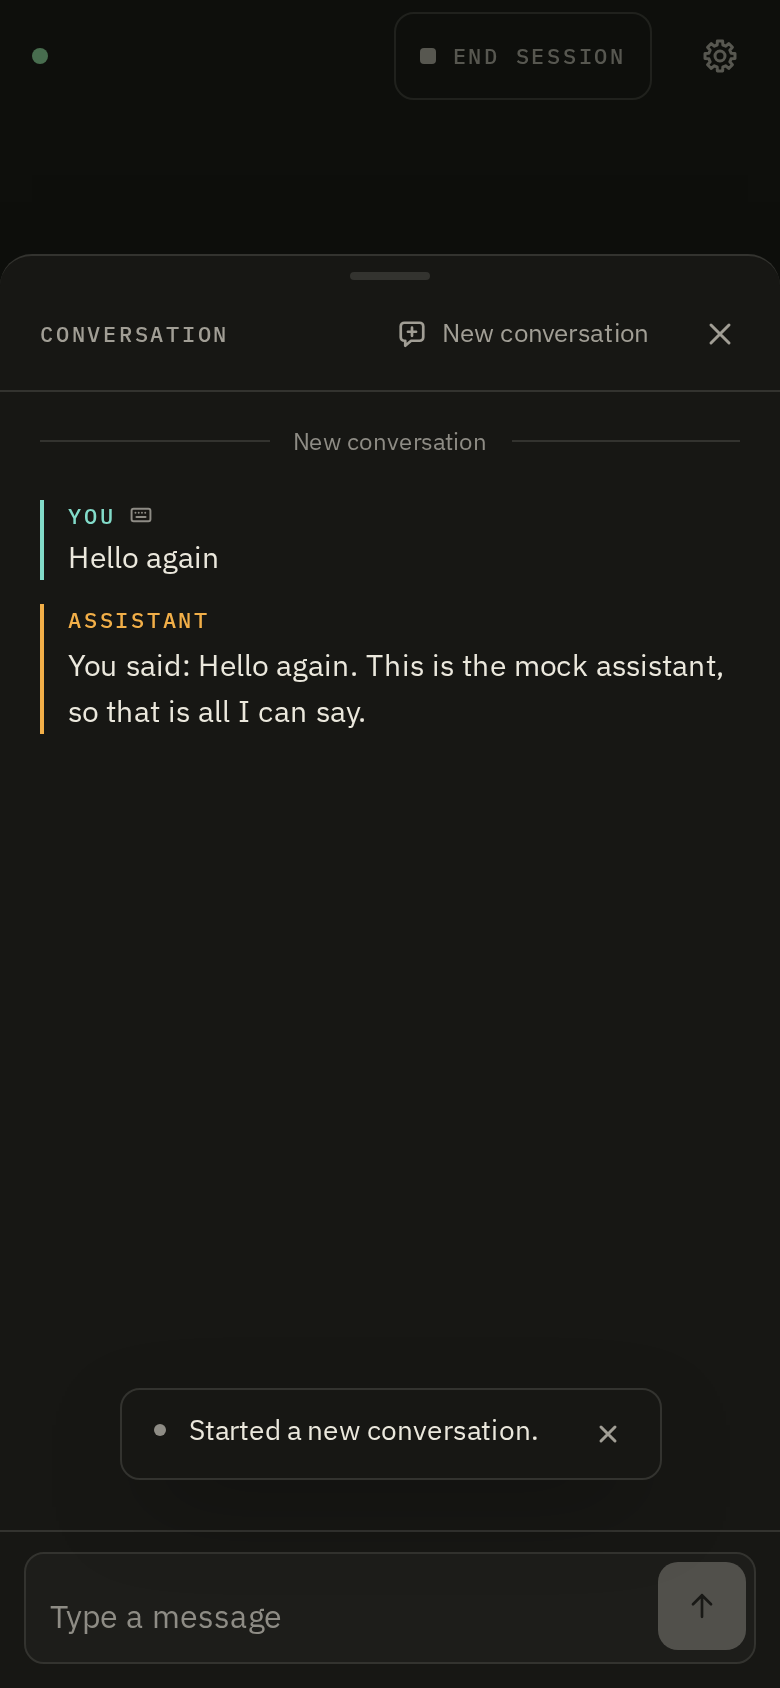 END SESSION
CONVERSATION
New conversation
New conversation
YOU
Hello again
ASSISTANT
You said: Hello again. This is the mock assistant,
so that is all I can say.
Started a new conversation.
Type a message